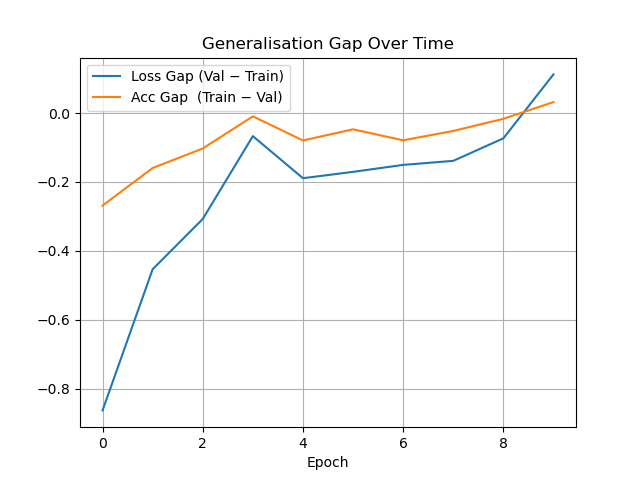 Generalisation Gap Over Time
Loss Gap (Val − Train)
Acc Gap  (Train − Val)
0.0
−0.2
−0.4
−0.6
−0.8
0 2 4 6 8
Epoch